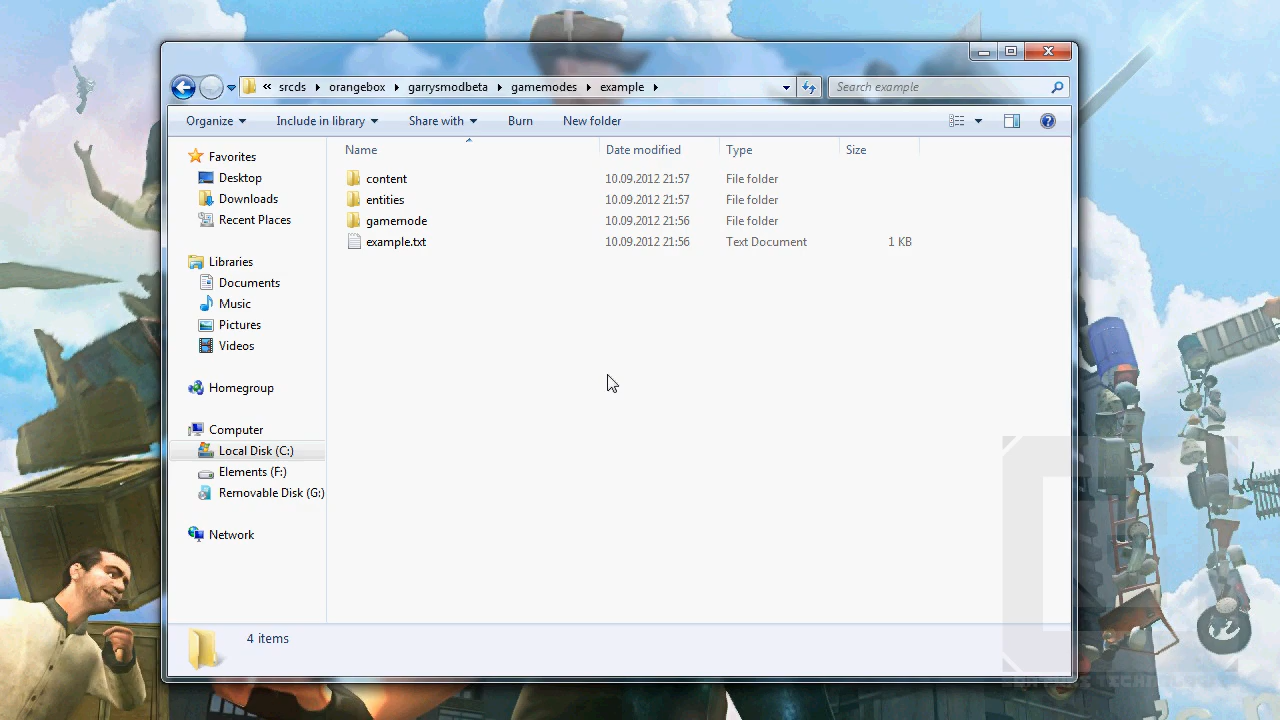 « srcds orangebox garrysmodbeta gamemodes example
Search example
Organize Include in library Share with Burn New folder
Name Date modified Type Size
Favorites
Desktop
Downloads
Recent Places
Libraries
Documents
Music
Pictures
Videos
Homegroup
Computer
Local Disk (C:)
Elements (F:)
Removable Disk (G:)
Network
content 10.09.2012 21:57 File folder
entities 10.09.2012 21:57 File folder
gamemode 10.09.2012 21:56 File folder
example.txt 10.09.2012 21:56 Text Document 1 KB
4 items